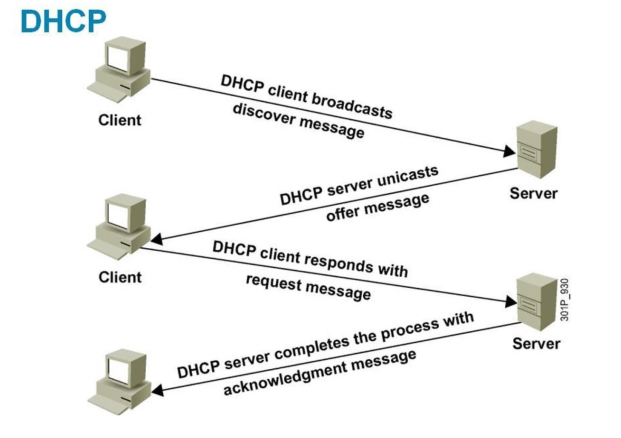 DHCP
DHCP client broadcasts
discover message
Client
DHCP server unicasts
offer message
Server
DHCP client responds with
request message
Client
301P_930
DHCP server completes the process with
acknowledgment message
Server